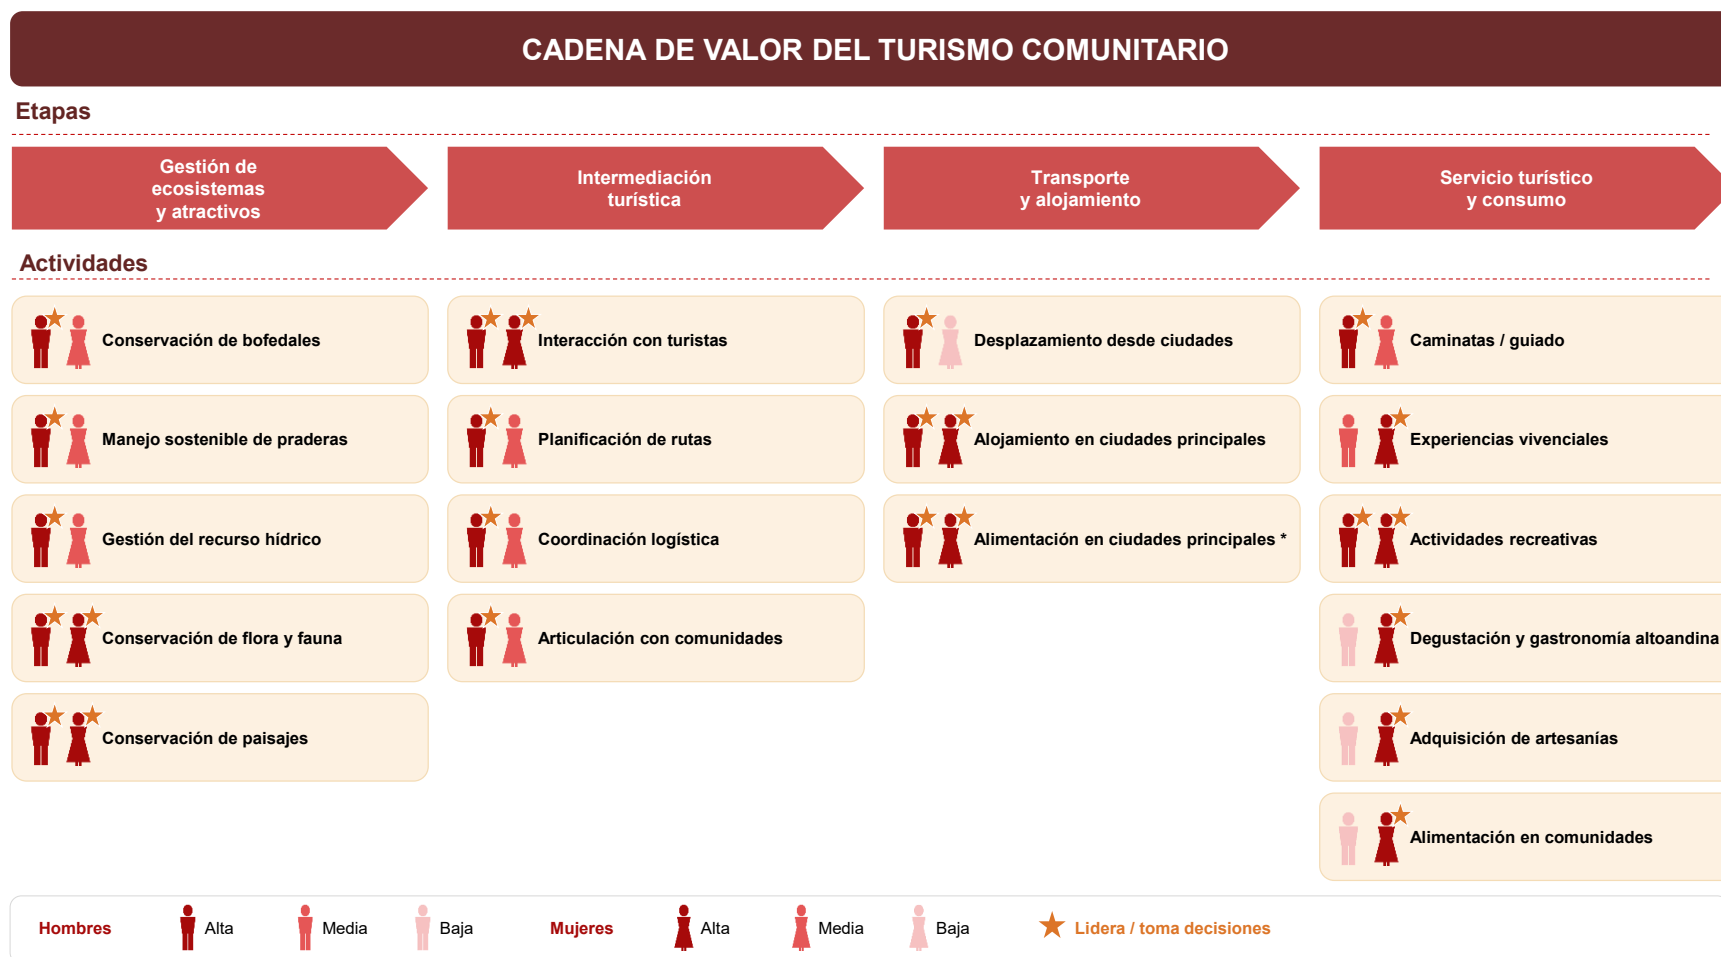 CADENA DE VALOR DEL TURISMO COMUNITARIO
Etapas
Gestión de
ecosistemas
y atractivos
Intermediación
turística
Transporte
y alojamiento
Servicio turístico
y consumo
Actividades
Conservación de bofedales
Manejo sostenible de praderas
Gestión del recurso hídrico
Conservación de flora y fauna
Conservación de paisajes
Interacción con turistas
Planificación de rutas
Coordinación logística
Articulación con comunidades
Desplazamiento desde ciudades
Alojamiento en ciudades principales
Alimentación en ciudades principales *
Caminatas / guiado
Experiencias vivenciales
Actividades recreativas
Degustación y gastronomía altoandina
Adquisición de artesanías
Alimentación en comunidades
Hombres
Alta
Media
Baja
Mujeres
Alta
Media
Baja
Lidera / toma decisiones